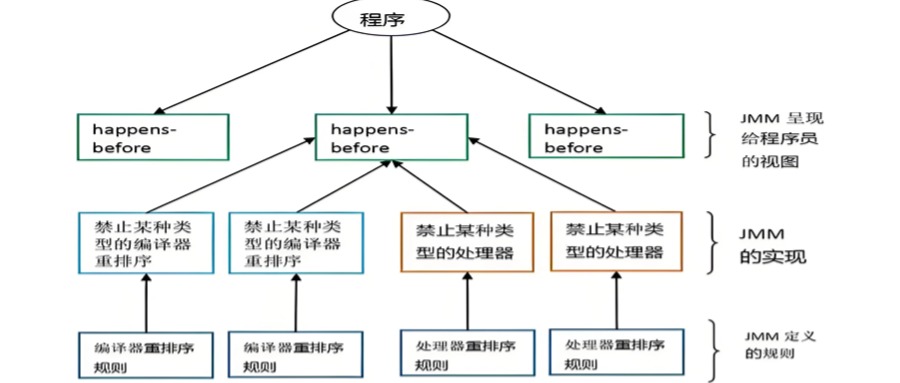 程序
happens-
before
happens-
before
happens-
before
JMM 呈现
给程序员
的视图
禁止某种类
型的编译器
重排序
禁止某种类
型的编译器
重排序
禁止某种类
型的处理器
禁止某种类
型的处理器
JMM
的实现
编译器重排序
规则
编译器重排序
规则
处理器重排序
规则
处理器重排序
规则
JMM 定义
的规则